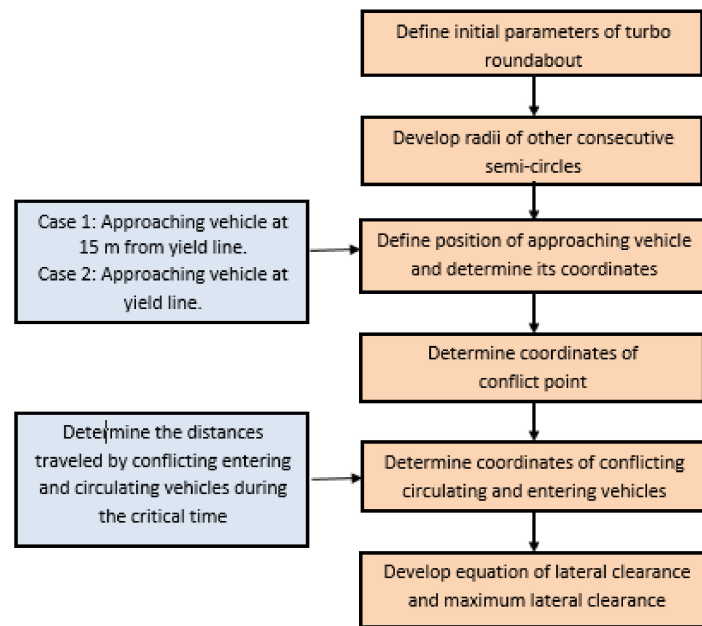 Define initial parameters of turbo
roundabout
Develop radii of other consecutive
semi-circles
Case 1: Approaching vehicle at
15 m from yield line.
Case 2: Approaching vehicle at
yield line.
Define position of approaching vehicle
and determine its coordinates
Determine coordinates of
conflict point
Determine the distances
traveled by conflicting entering
and circulating vehicles during
the critical time
Determine coordinates of conflicting
circulating and entering vehicles
Develop equation of lateral clearance
and maximum lateral clearance